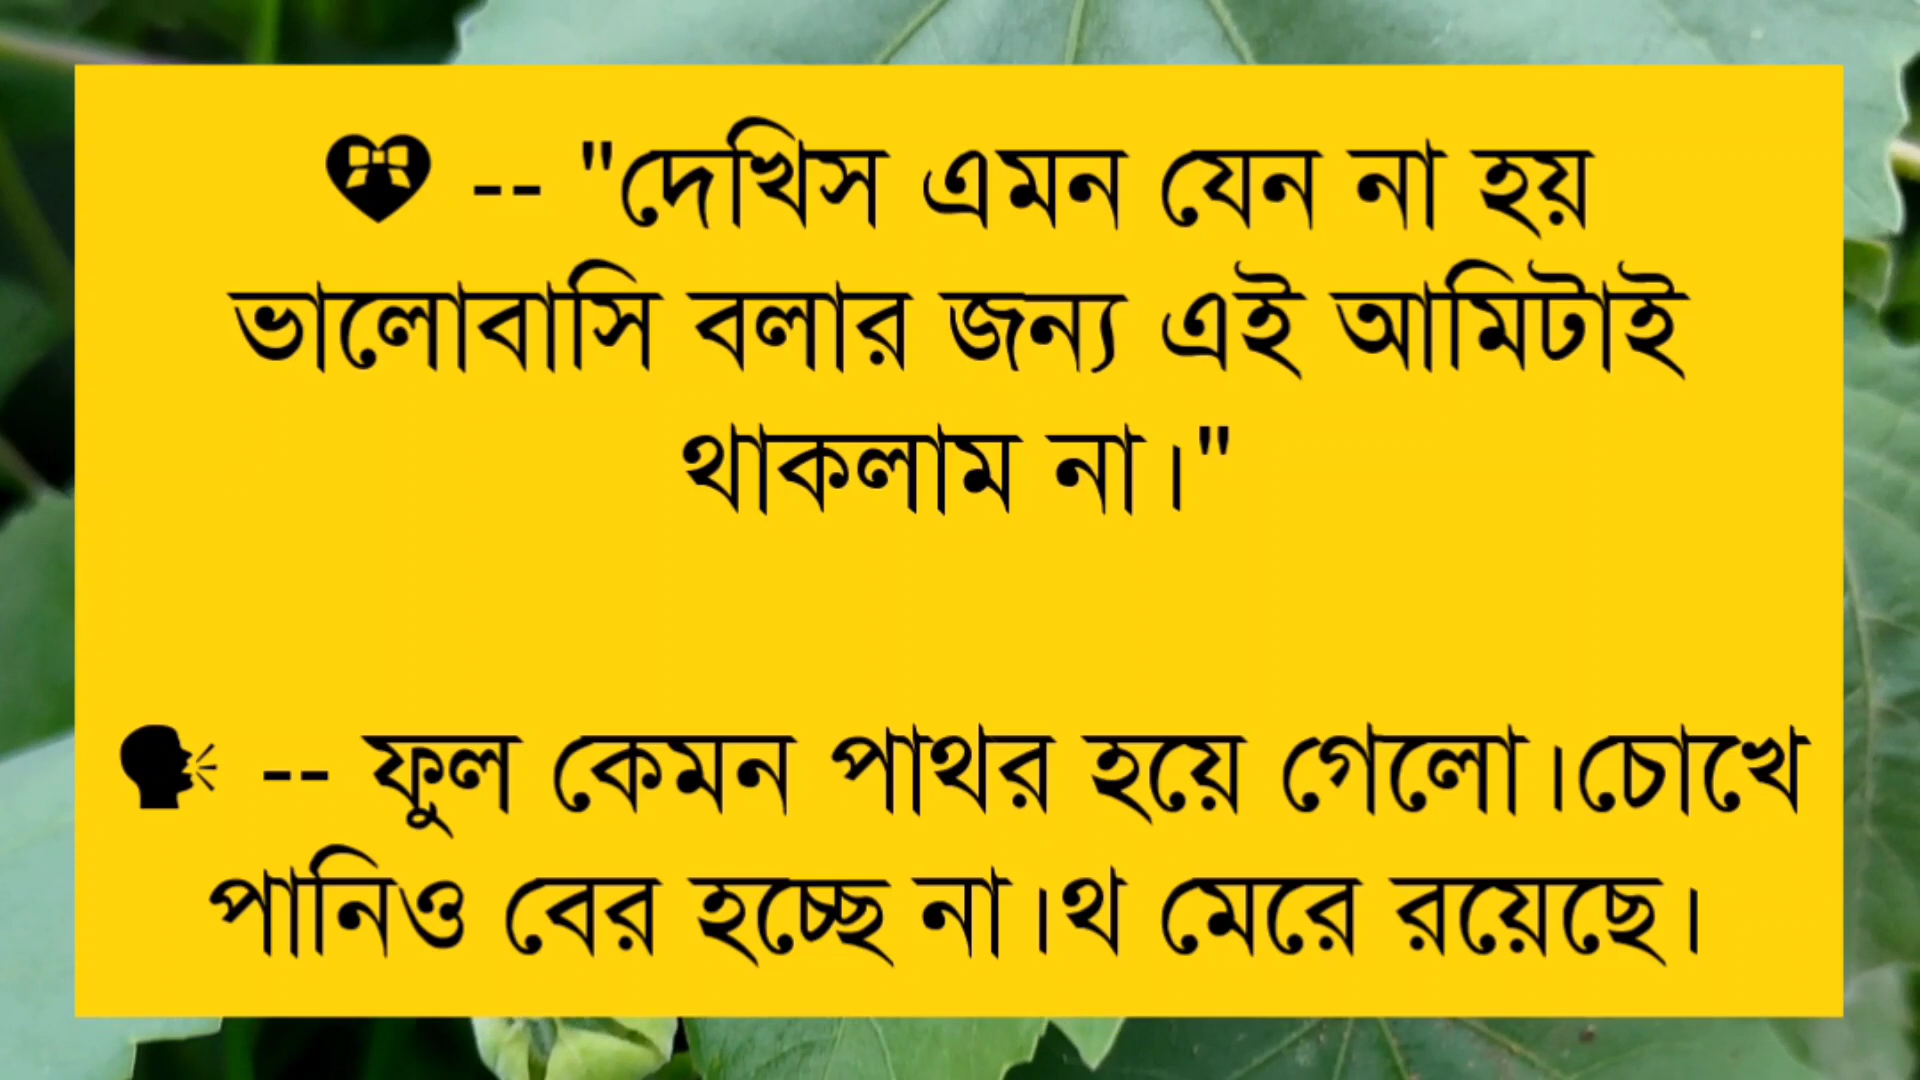 💝 -- "দেখিস এমন যেন না হয়
ভালোবাসি বলার জন্য এই আমিটাই
থাকলাম না।"
🗣 -- ফুল কেমন পাথর হয়ে গেলো।চোখে
পানিও বের হচ্ছে না।থ মেরে রয়েছে।